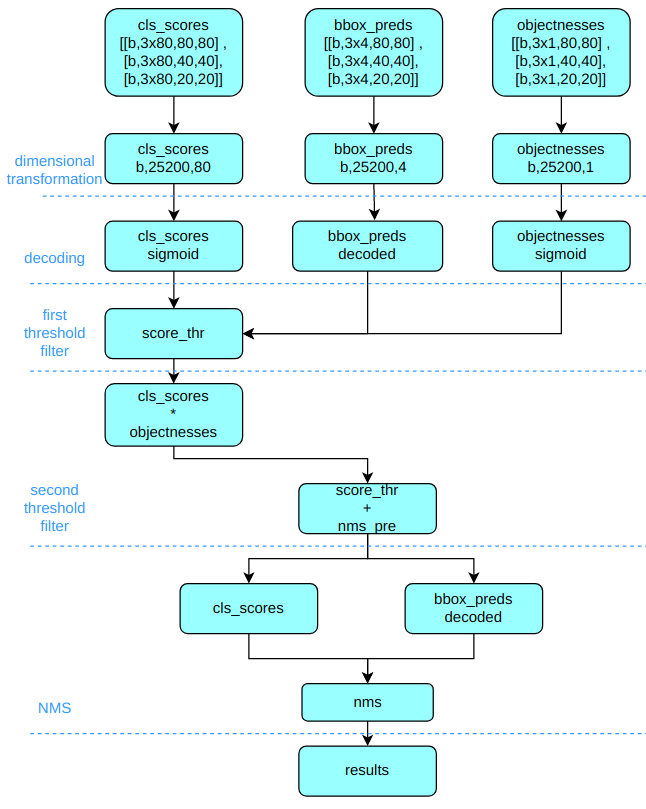 cls_scores
[[b,3x80,80,80] ,
[b,3x80,40,40],
[b,3x80,20,20]]
bbox_preds
[[b,3x4,80,80] ,
[b,3x4,40,40],
[b,3x4,20,20]]
objectnesses
[[b,3x1,80,80] ,
[b,3x1,40,40],
[b,3x1,20,20]]
dimensional
transformation
cls_scores
b,25200,80
bbox_preds
b,25200,4
objectnesses
b,25200,1
decoding
cls_scores
sigmoid
bbox_preds
decoded
objectnesses
sigmoid
first
threshold
filter
score_thr
cls_scores
*
objectnesses
second
threshold
filter
score_thr
+
nms_pre
cls_scores
bbox_preds
decoded
NMS
nms
results